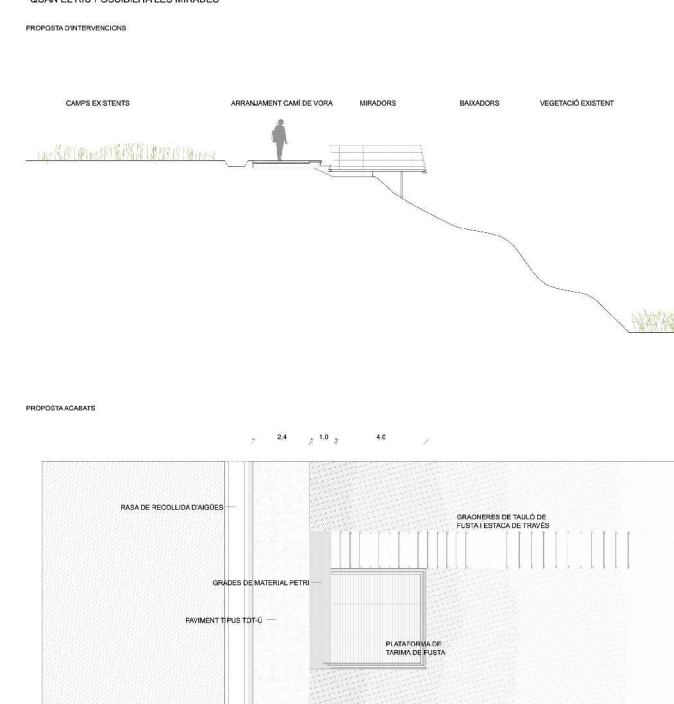 PROPOSTA D'INTERVENCIONS
CAMPS EXISTENTS
ARRANJAMENT CAMÍ DE VORA
MIRADORS
BAIXADORS
VEGETACIÓ EXISTENT
PROPOSTA ACABATS
2.4
1.0
4.0
RASA DE RECOLLIDA D'AIGÜES
GRAONERES DE TAULÓ DE
FUSTA I ESTACA DE TRAVÉS
GRADES DE MATERIAL PETRI
PAVIMENT TIPUS TOT-Ú
PLATAFORMA DE
TARIMA DE FUSTA